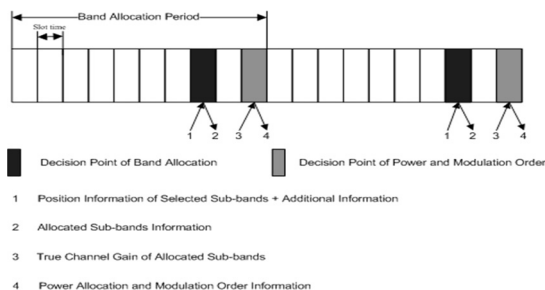 Band Allocation Period
Slot time
1 2 3 4 1 2 3 4
Decision Point of Band Allocation
Decision Point of Power and Modulation Order
1 Position Information of Selected Sub-bands + Additional Information
2 Allocated Sub-bands Information
3 True Channel Gain of Allocated Sub-bands
4 Power Allocation and Modulation Order Information